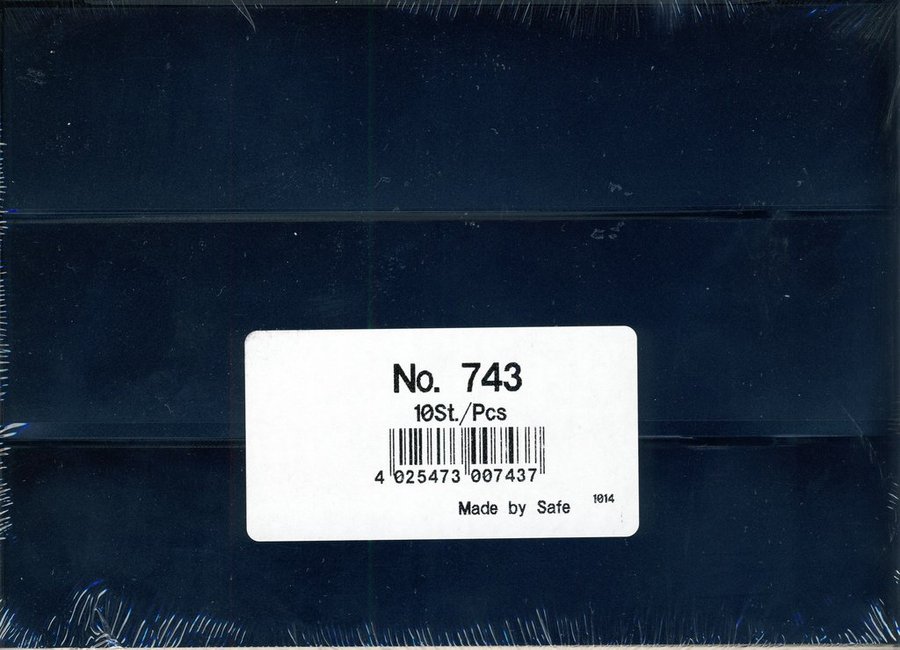 No. 743
10St./Pcs
4 025473 007437
Made by Safe 1014